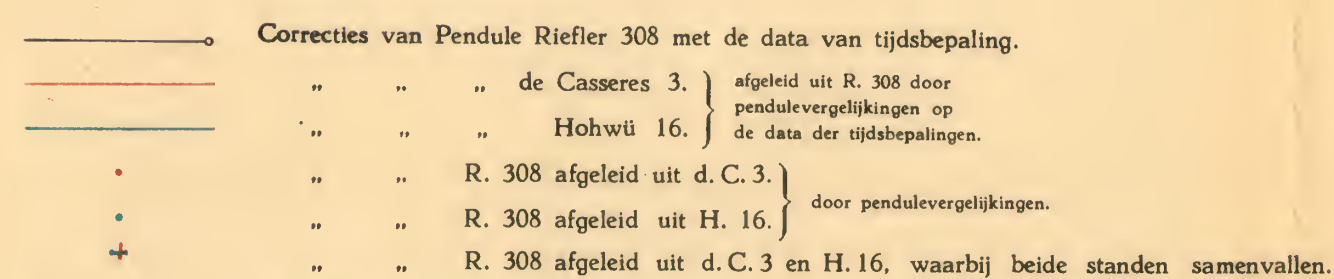 Correcties van Pendule Riefler 308 met de data van tijdsbepaling.
„ „ „ de Casseres 3.
„ „ „ Hohwü 16.
afgeleid uit R. 308 door
pendulevergelijkingen op
de data der tijdsbepalingen.
„ „ R. 308 afgeleid uit d. C. 3.
„ „ R. 308 afgeleid uit H. 16.
door pendulevergelijkingen.
„ „ R. 308 afgeleid uit d. C. 3 en H. 16, waarbij beide standen samenvallen.